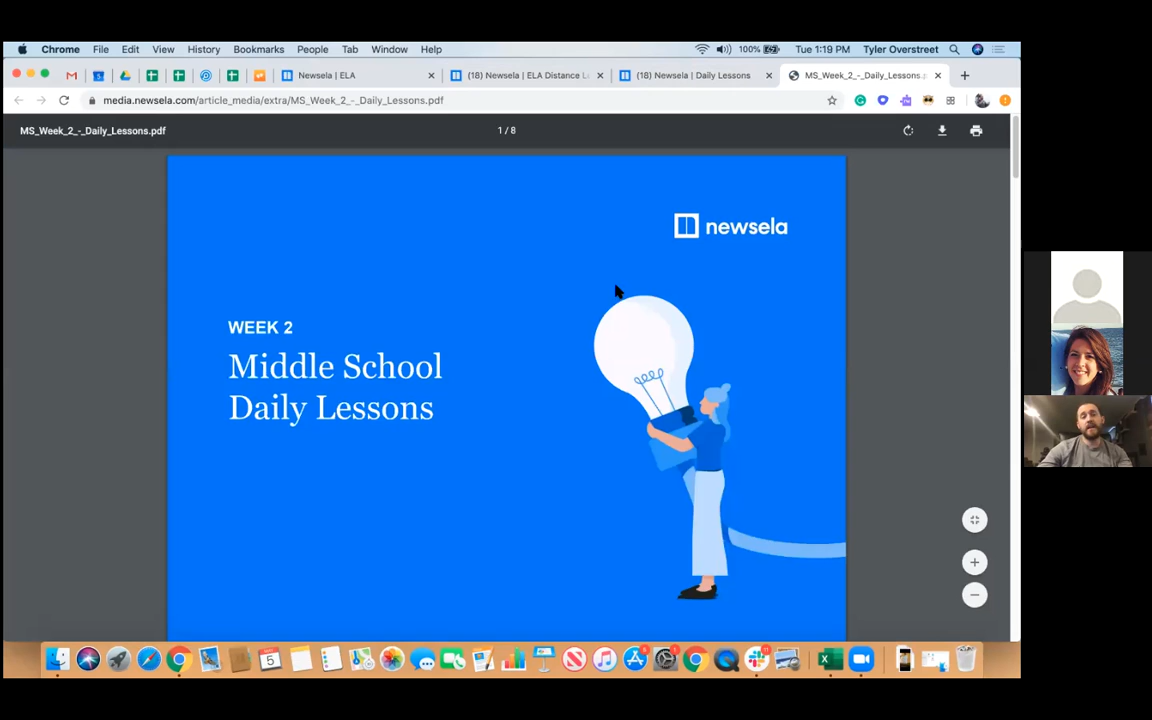 Chrome File Edit View History Bookmarks People Tab Window Help 100% Tue 1:19 PM Tyler Overstreet
Newsela | ELA (18) Newsela | ELA Distance L (18) Newsela | Daily Lessons MS_Week_2_-_Daily_Lessons.p
media.newsela.com/article_media/extra/MS_Week_2_-_Daily_Lessons.pdf
MS_Week_2_-_Daily_Lessons.pdf 1 / 8
newsela
WEEK 2
Middle School
Daily Lessons
5